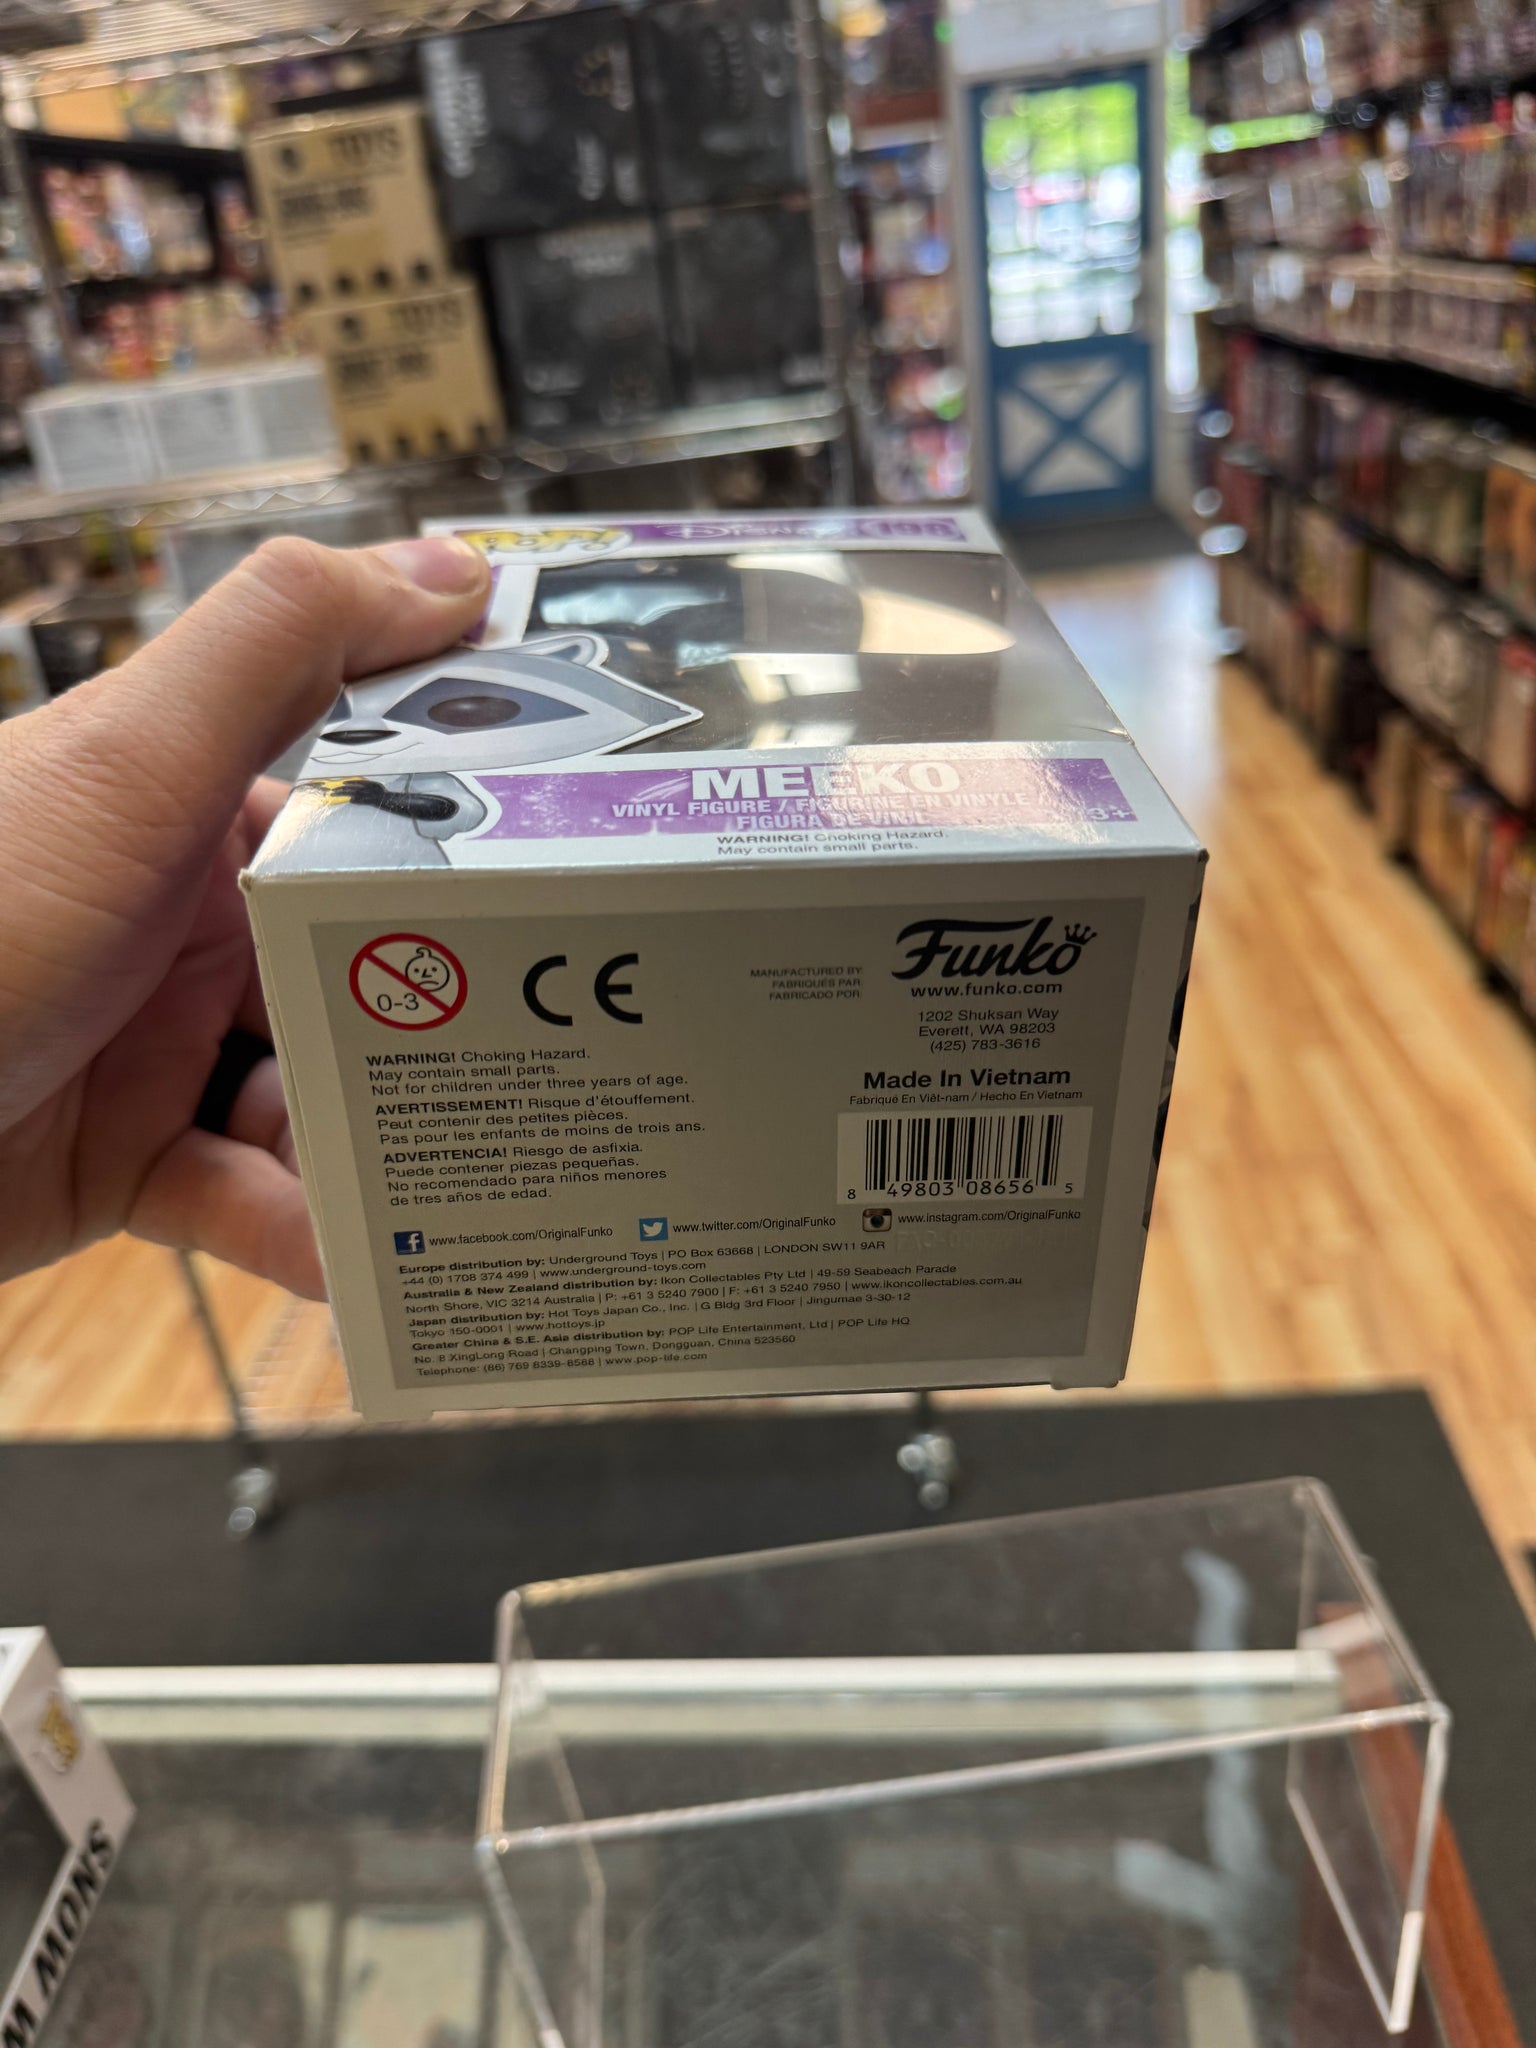 TOYS
TOYS
POP!
Disney
198
MEEKO
VINYL FIGURE / FIGURINE EN VINYLE /
FIGURA DE VINIL
3+
WARNING! Choking Hazard.
May contain small parts.
0-3
CE
MANUFACTURED BY:
FABRIQUÉS PAR:
FABRICADO POR:
Funko
www.funko.com
1202 Shuksan Way
Everett, WA 98203
(425) 783-3616
Made In Vietnam
Fabriqué En Viêt-nam / Hecho En Vietnam
8 49803 08656 5
WARNING! Choking Hazard.
May contain small parts.
Not for children under three years of age.
AVERTISSEMENT! Risque d'étouffement.
Peut contenir des petites pièces.
Pas pour les enfants de moins de trois ans.
ADVERTENCIA! Riesgo de asfixia.
Puede contener piezas pequeñas.
No recomendado para niños menores
de tres años de edad.
www.facebook.com/OriginalFunko
www.twitter.com/OriginalFunko
www.instagram.com/OriginalFunko
Europe distribution by: Underground Toys | PO Box 63668 | LONDON SW11 9AR
+44 (0) 1708 374 499 | www.underground-toys.com
Australia & New Zealand distribution by: Ikon Collectables Pty Ltd | 49-59 Seabeach Parade
North Shore, VIC 3214 Australia | P: +61 3 5240 7900 | F: +61 3 5240 7950 | www.ikoncollectables.com.au
Japan distribution by: Hot Toys Japan Co., Inc. | G Bldg 3rd Floor | Jingumae 3-30-12
Tokyo 150-0001 | www.hottoys.jp
Greater China & S.E. Asia distribution by: POP Life Entertainment, Ltd | POP Life HQ
No. 8 XingLong Road | Changping Town, Dongguan, China 523560
Telephone: (86) 769 8339-8568 | www.pop-life.com
M MONS